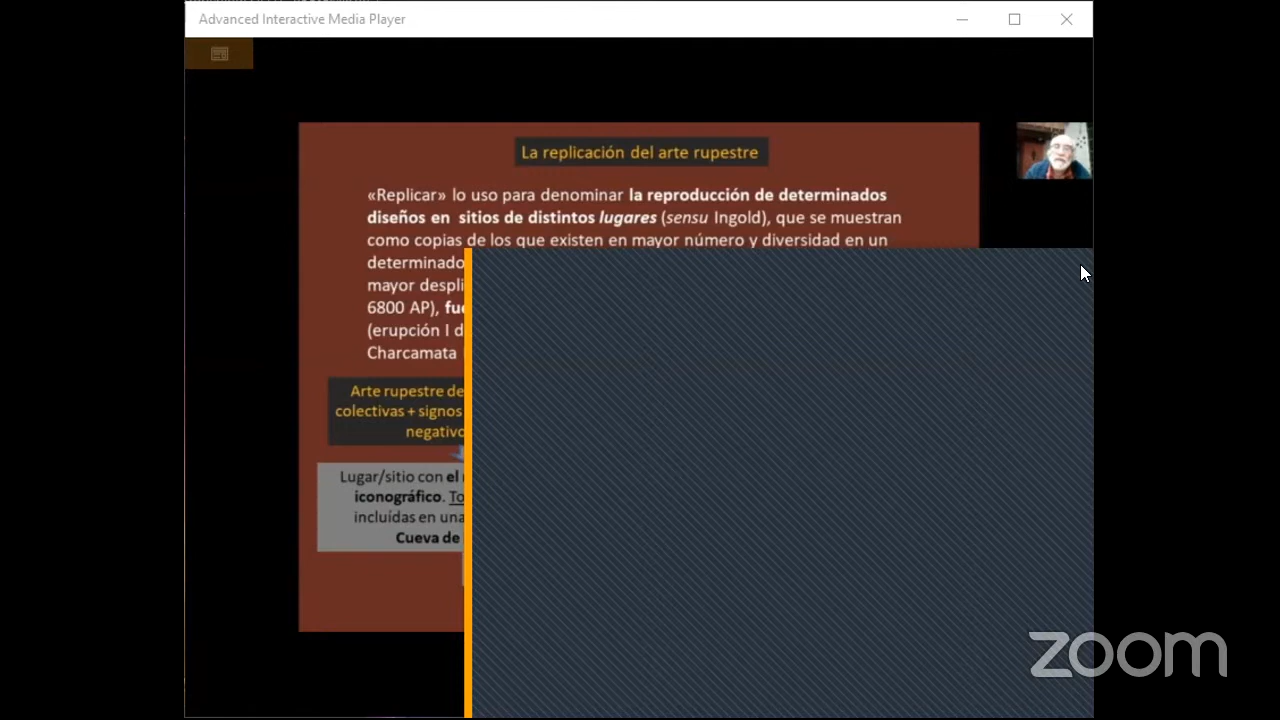 Advanced Interactive Media Player
La replicación del arte rupestre
«Replicar» lo uso para denominar la reproducción de determinados
diseños en sitios de distintos lugares (sensu Ingold), que se muestran
como copias de los que existen en mayor número y diversidad en un
determinado
mayor despli
6800 AP), fue
(erupción I d
Charcamata
Arte rupestre de
colectivas + signos
negativo
Lugar/sitio con el
iconográfico. To
incluidas en una
Cueva de
zoom